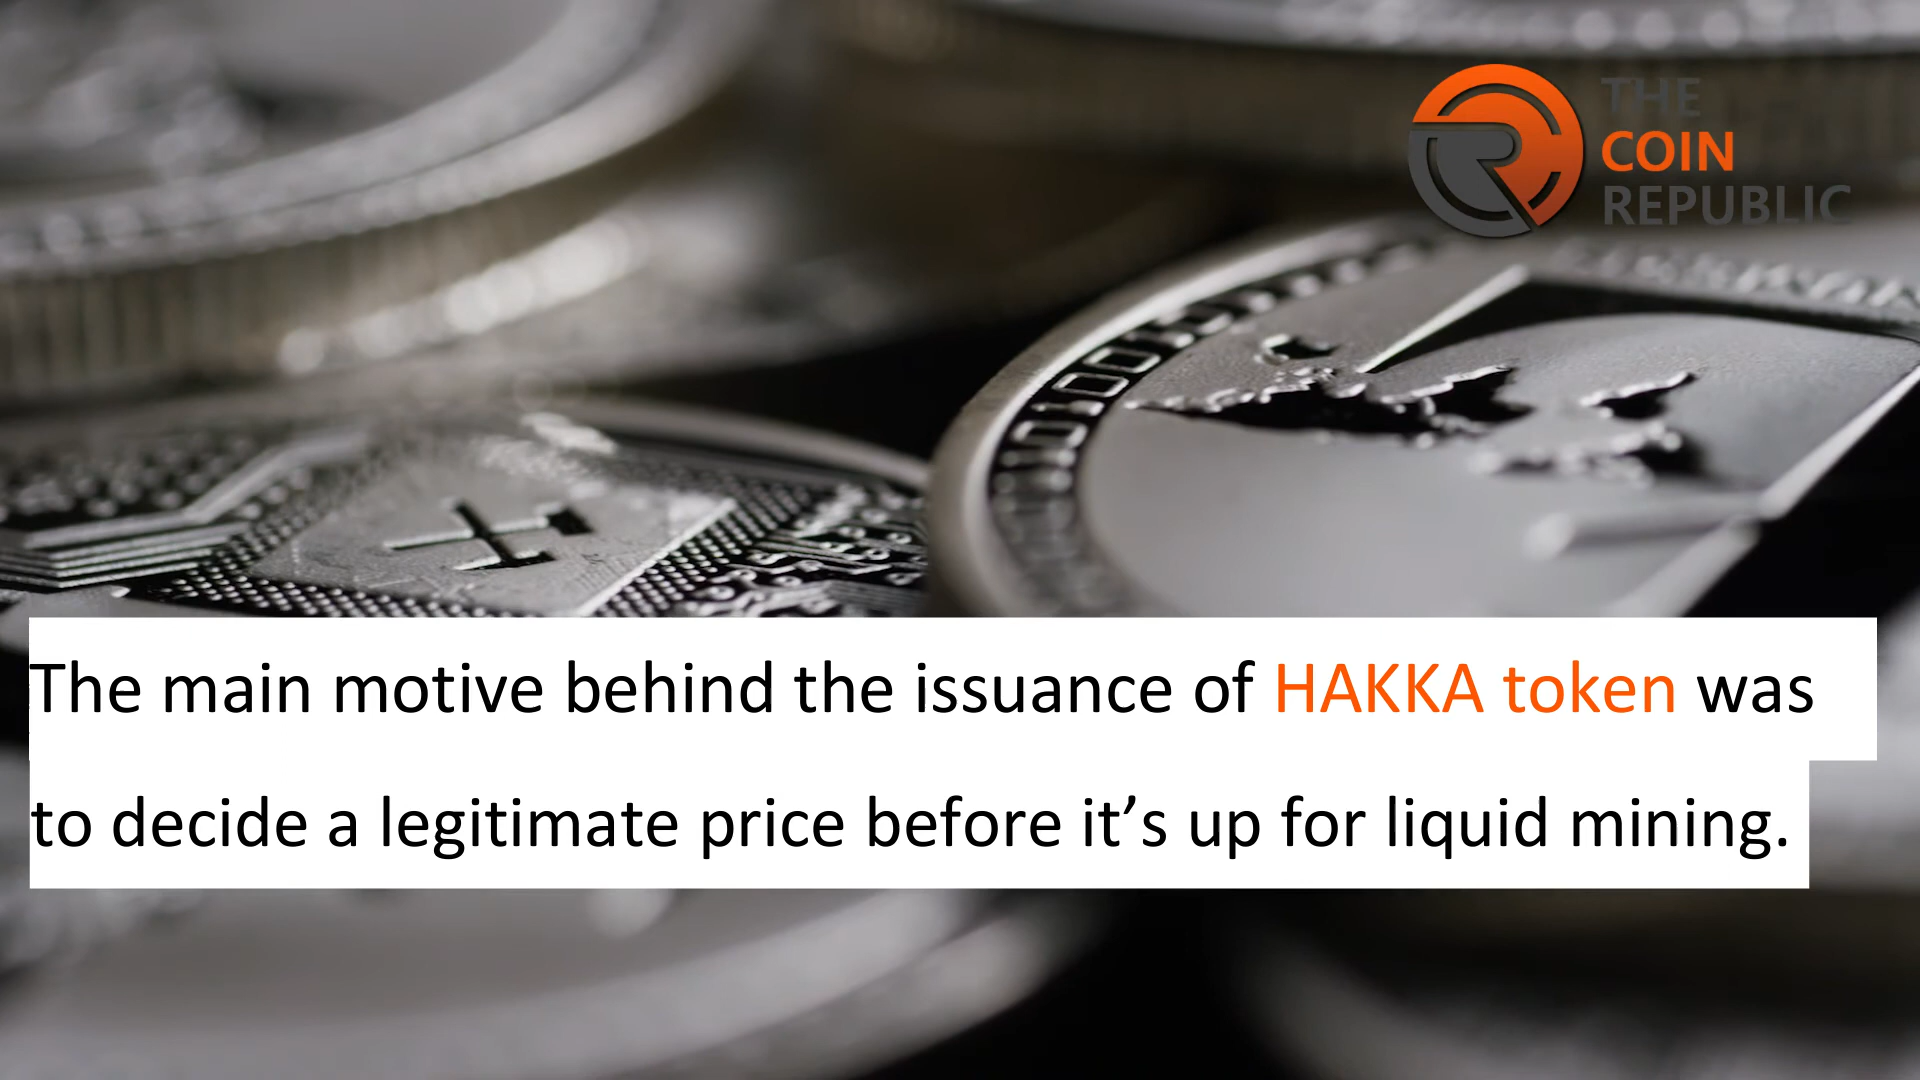 THE
COIN
REPUBLIC
The main motive behind the issuance of HAKKA token was
to decide a legitimate price before it’s up for liquid mining.